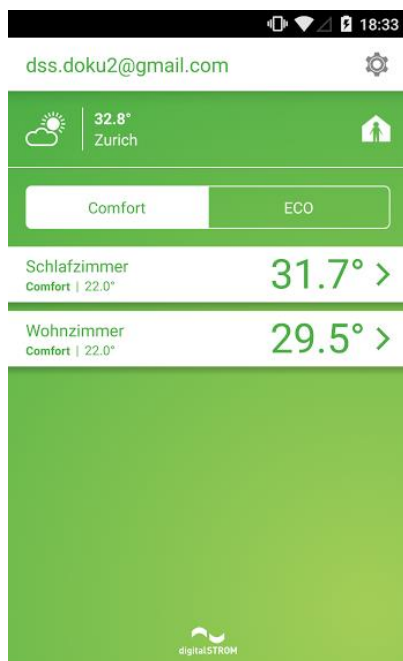 18:33
dss.doku2@gmail.com
32.8°
Zurich
Comfort
ECO
Schlafzimmer
Comfort | 22.0°
31.7°
Wohnzimmer
Comfort | 22.0°
29.5°
digitalSTROM